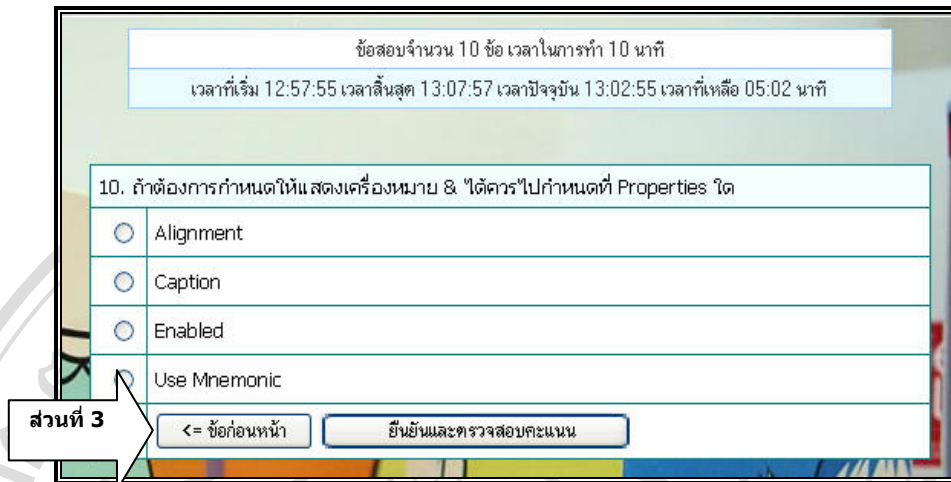 ข้อสอบจำนวน 10 ข้อ เวลาในการทำ 10 นาที
เวลาที่เริ่ม 12:57:55 เวลาสิ้นสุด 13:07:57 เวลาปัจจุบัน 13:02:55 เวลาที่เหลือ 05:02 นาที
10. ถ้าต้องการกำหนดให้แสดงเครื่องหมาย & ได้ควรไปกำหนดที่ Properties ใด
Alignment
Caption
Enabled
Use Mnemonic
ส่วนที่ 3
<= ข้อก่อนหน้า
ยืนยันและตรวจสอบคะแนน